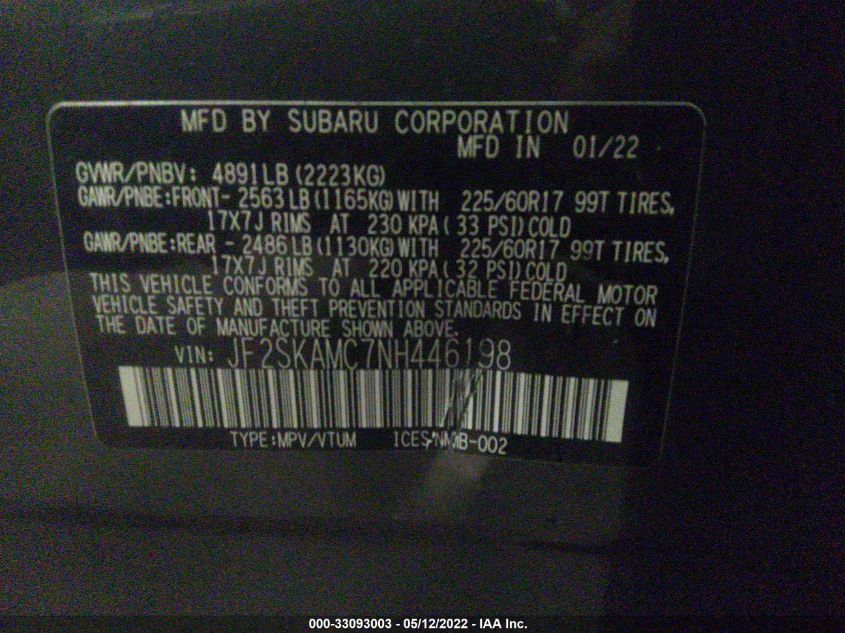 MFD BY SUBARU CORPORATION
MFD IN 01/22
GVWR/PNBV: 4891LB (2223KG)
GAWR/PNBE:FRONT- 2563 LB (1165KG) WITH 225/60R17 99T TIRES,
17X7J RIMS AT 230 KPA ( 33 PSI) COLD
GAWR/PNBE:REAR - 2486 LB (1130KG) WITH 225/60R17 99T TIRES,
17X7J RIMS AT 220 KPA ( 32 PSI) COLD
THIS VEHICLE CONFORMS TO ALL APPLICABLE FEDERAL MOTOR
VEHICLE SAFETY AND THEFT PREVENTION STANDARDS IN EFFECT ON
THE DATE OF MANUFACTURE SHOWN ABOVE.
VIN: JF2SKAMC7NH446198
TYPE:MPV/VTUM ICES/NMB-002
000-33093003 - 05/12/2022 - IAA Inc.